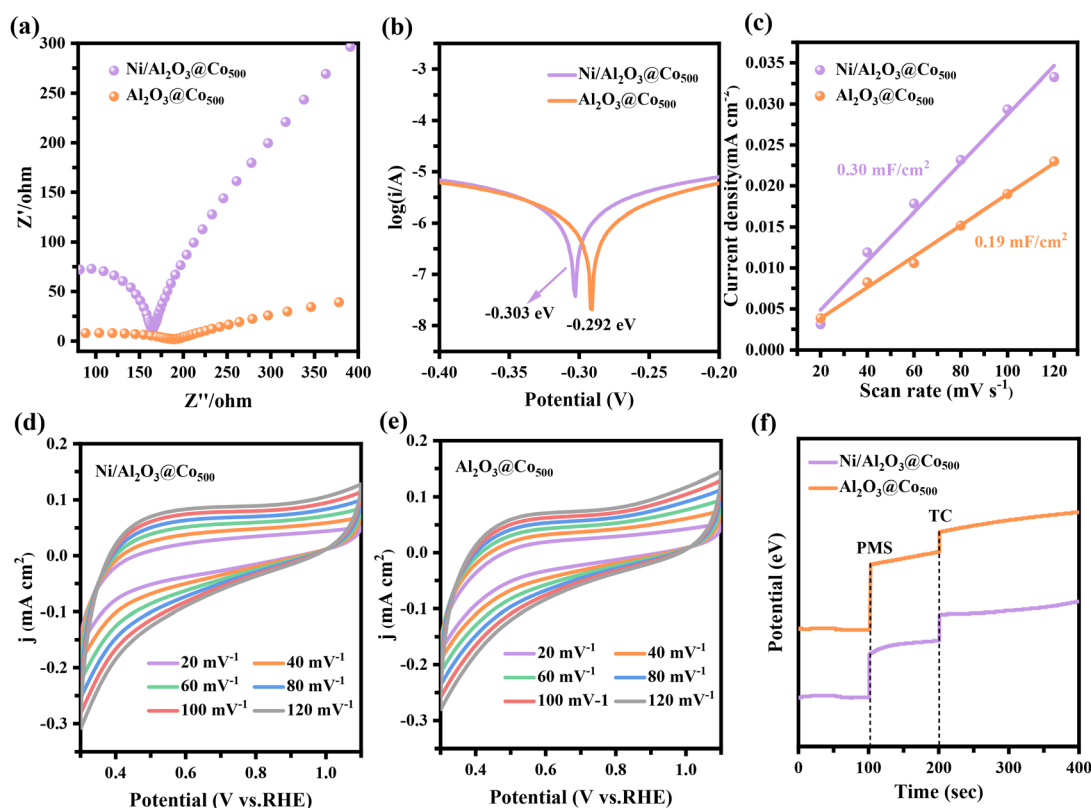 (a)
300
250
200
150
100
50
0
Z'/ohm
Ni/Al₂O₃@Co₅₀₀
Al₂O₃@Co₅₀₀
100 150 200 250 300 350 400
Z''/ohm
(b)
-3
-4
-5
-6
-7
-8
log(i/A)
Ni/Al₂O₃@Co₅₀₀
Al₂O₃@Co₅₀₀
-0.303 eV
-0.292 eV
-0.40 -0.35 -0.30 -0.25 -0.20
Potential (V)
(c)
0.035
0.030
0.025
0.020
0.015
0.010
0.005
0.000
Current density(mA cm⁻²)
Ni/Al₂O₃@Co₅₀₀
Al₂O₃@Co₅₀₀
0.30 mF/cm²
0.19 mF/cm²
20 40 60 80 100 120
Scan rate (mV s⁻¹)
(d)
0.2
0.1
0.0
-0.1
-0.2
-0.3
j (mA cm²)
Ni/Al₂O₃@Co₅₀₀
20 mV⁻¹ 40 mV⁻¹
60 mV⁻¹ 80 mV⁻¹
100 mV⁻¹ 120 mV⁻¹
0.4 0.6 0.8 1.0
Potential (V vs.RHE)
(e)
0.2
0.1
0.0
-0.1
-0.2
-0.3
j (mA cm²)
Al₂O₃@Co₅₀₀
20 mV⁻¹ 40 mV⁻¹
60 mV⁻¹ 80 mV⁻¹
100 mV-1 120 mV⁻¹
0.4 0.6 0.8 1.0
Potential (V vs.RHE)
(f)
Potential (eV)
Ni/Al₂O₃@Co₅₀₀
Al₂O₃@Co₅₀₀
TC
PMS
0 100 200 300 400
Time (sec)